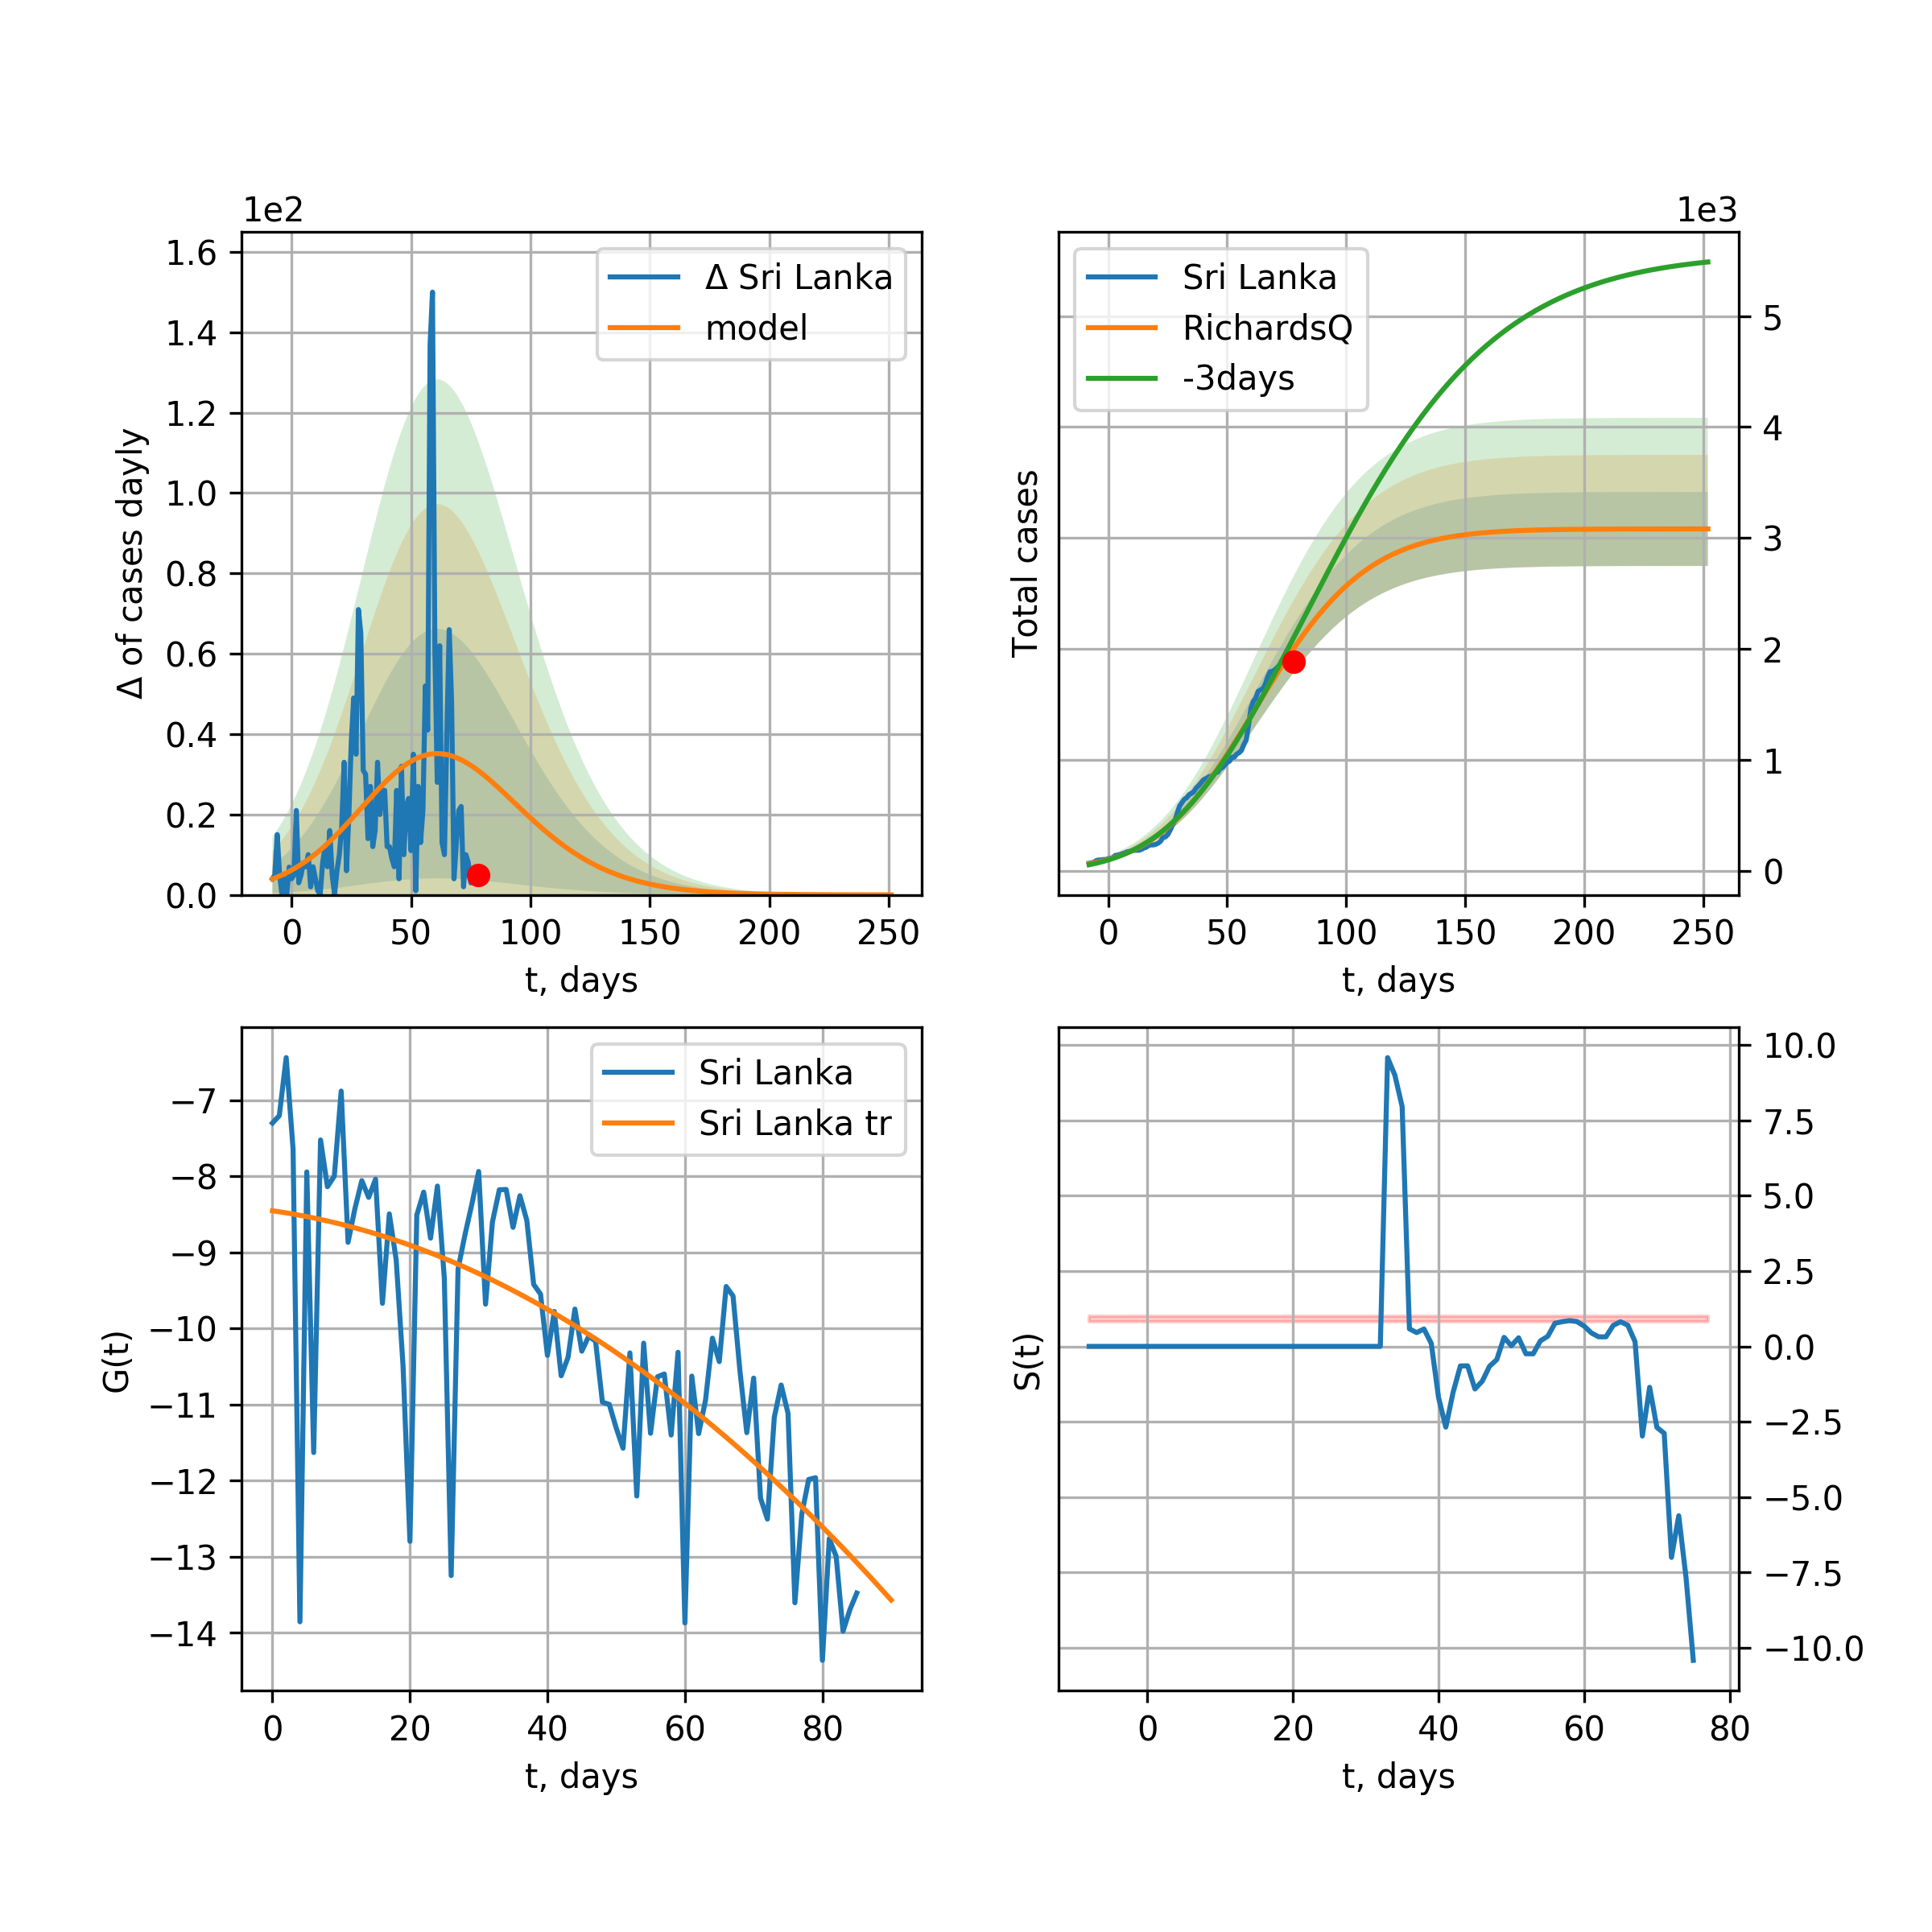 1e2
1.6
1.4
1.2
1.0
0.8
0.6
0.4
0.2
0.0
Δ of cases dayly
Δ Sri Lanka
model
0 50 100 150 200 250
t, days
1e3
Total cases
Sri Lanka
RichardsQ
-3days
5
4
3
2
1
0
0 50 100 150 200 250
t, days
−7
−8
−9
−10
−11
−12
−13
−14
G(t)
Sri Lanka
Sri Lanka tr
0 20 40 60 80
t, days
S(t)
10.0
7.5
5.0
2.5
0.0
−2.5
−5.0
−7.5
−10.0
0 20 40 60 80
t, days